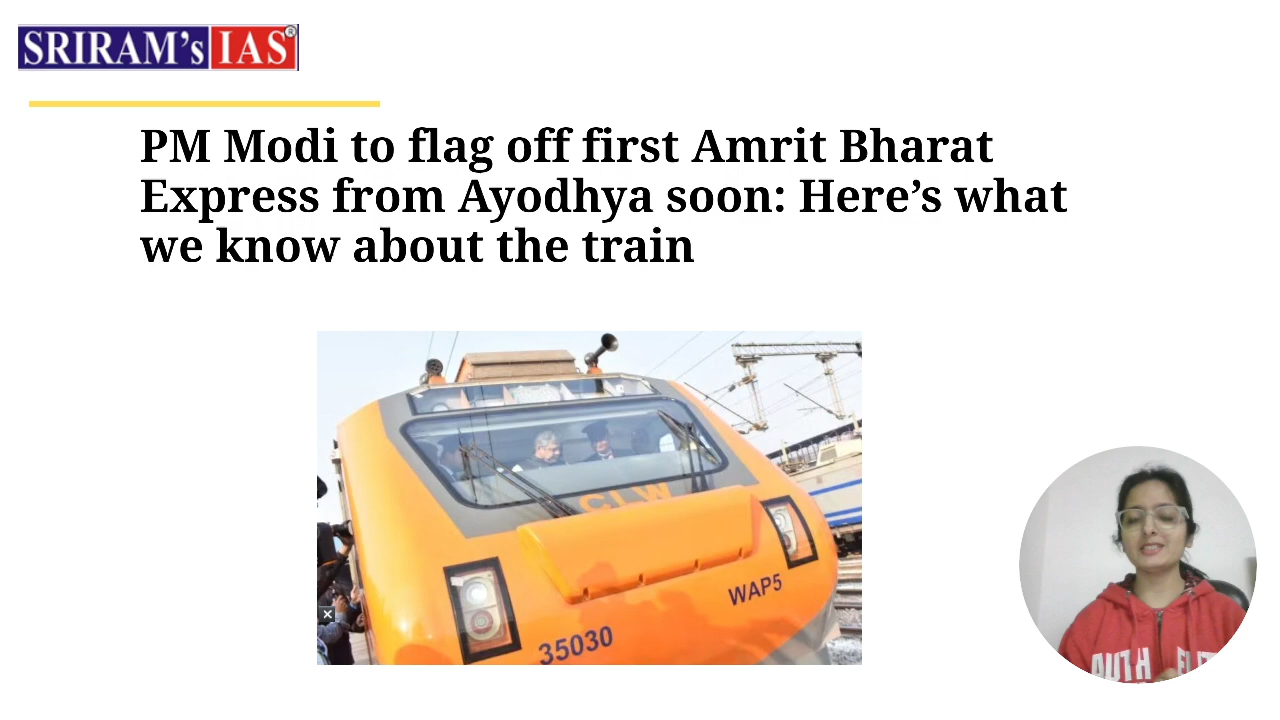 SRIRAM's IAS ®
PM Modi to flag off first Amrit Bharat
Express from Ayodhya soon: Here’s what
we know about the train
CLW
WAP5
35030
AUTH